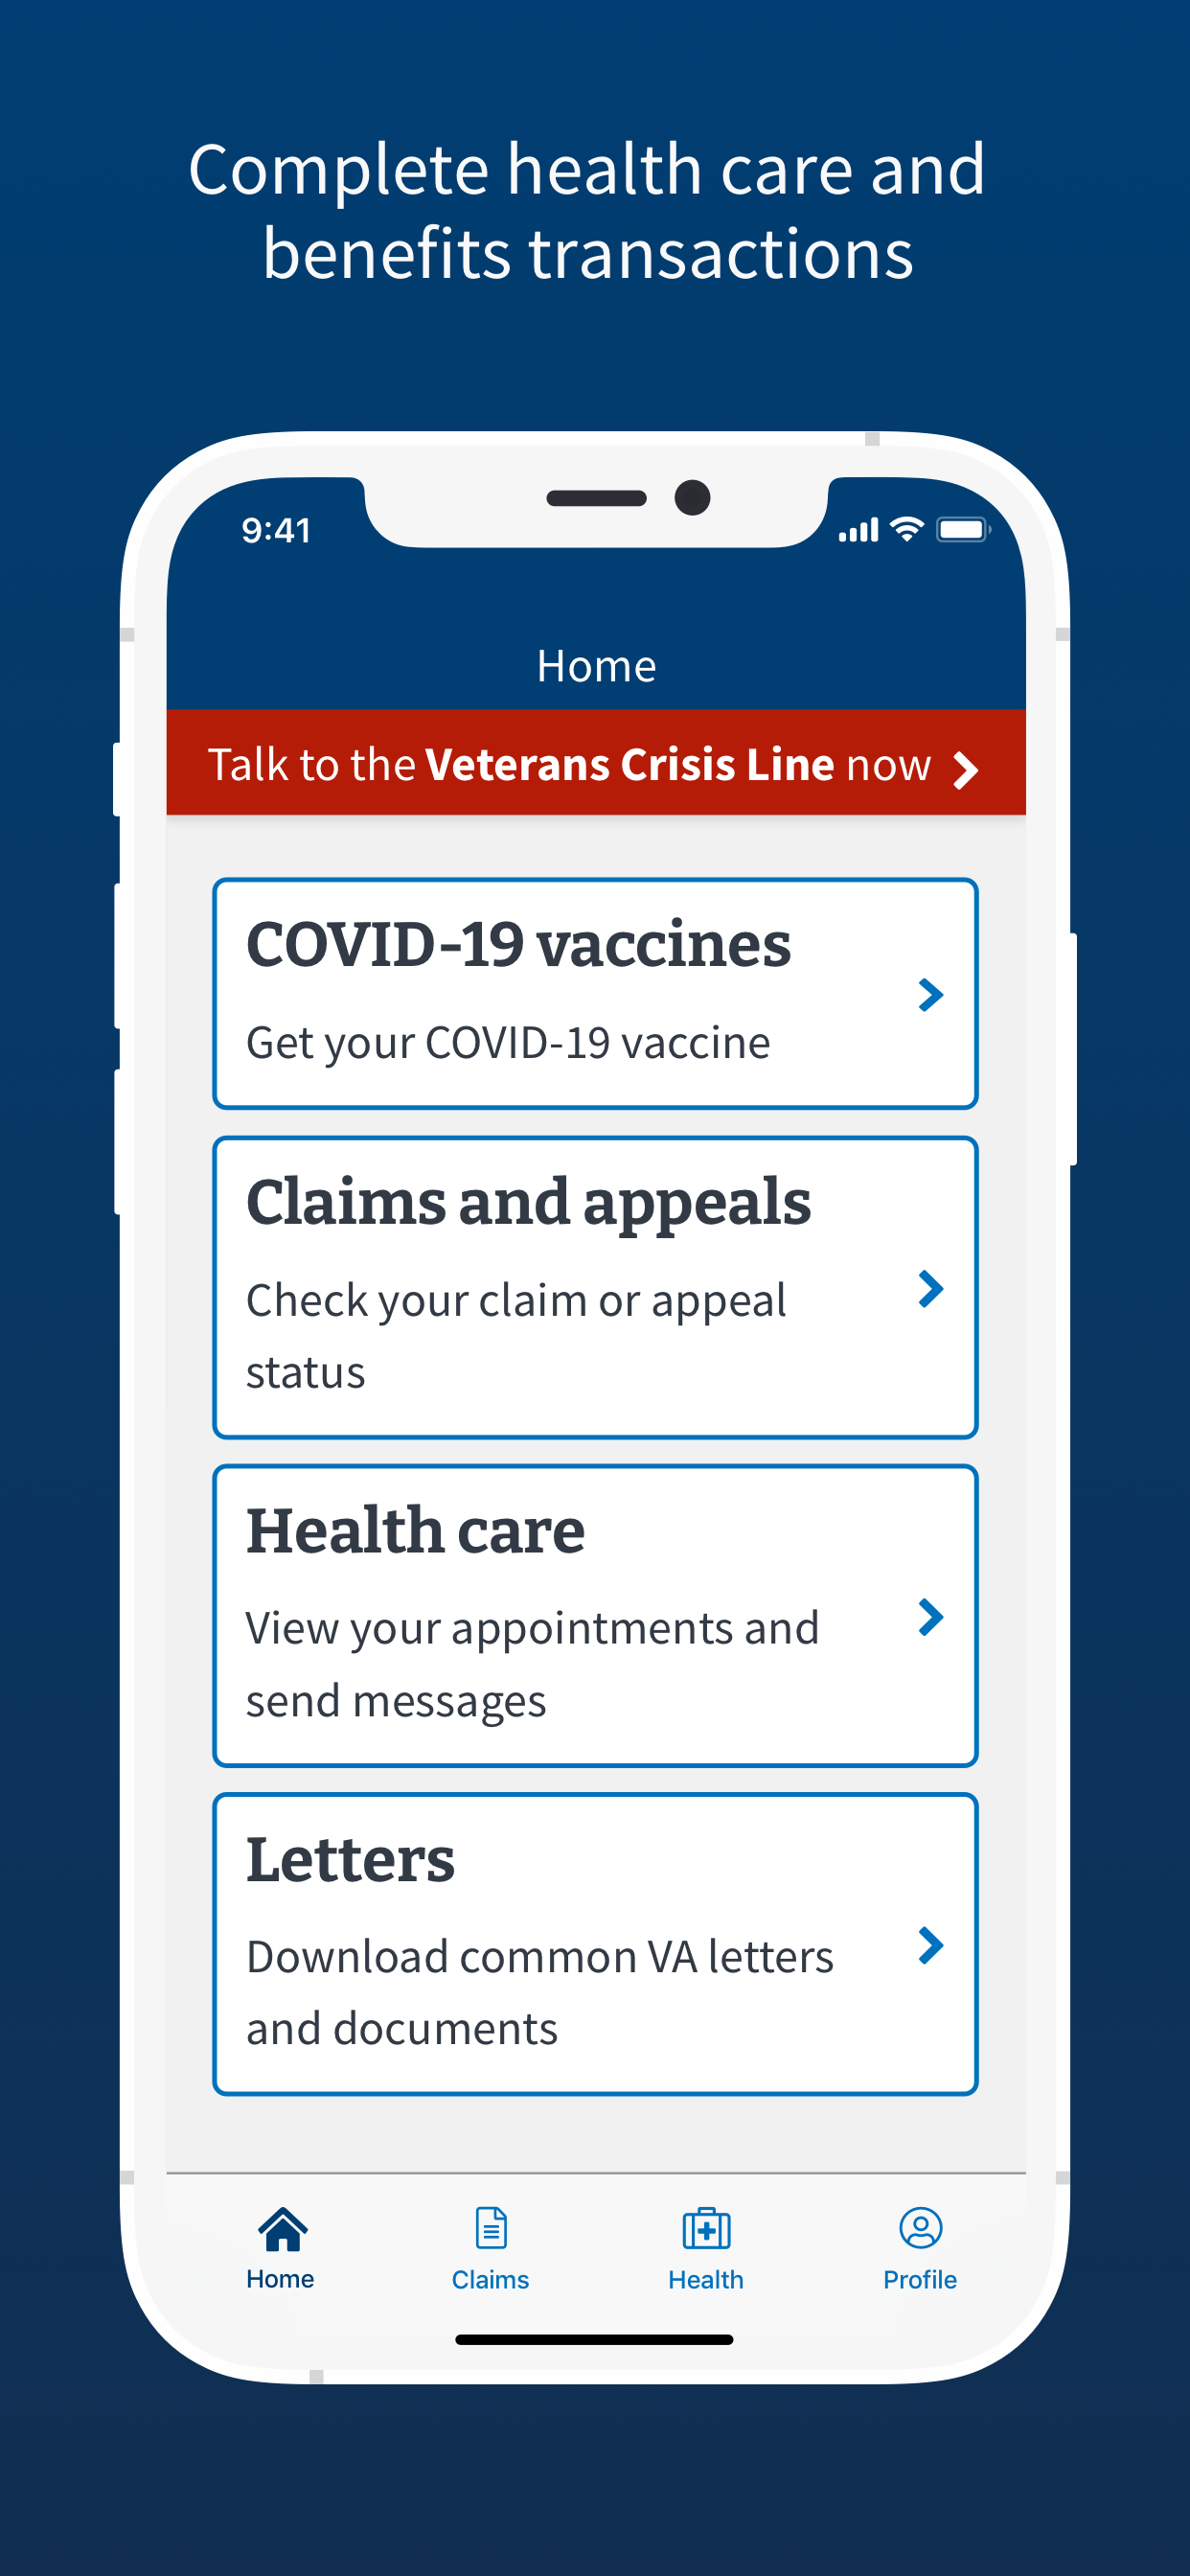 Complete health care and
benefits transactions
9:41
Home
Talk to the Veterans Crisis Line now
COVID-19 vaccines
Get your COVID-19 vaccine
Claims and appeals
Check your claim or appeal
status
Health care
View your appointments and
send messages
Letters
Download common VA letters
and documents
Home
Claims
Health
Profile